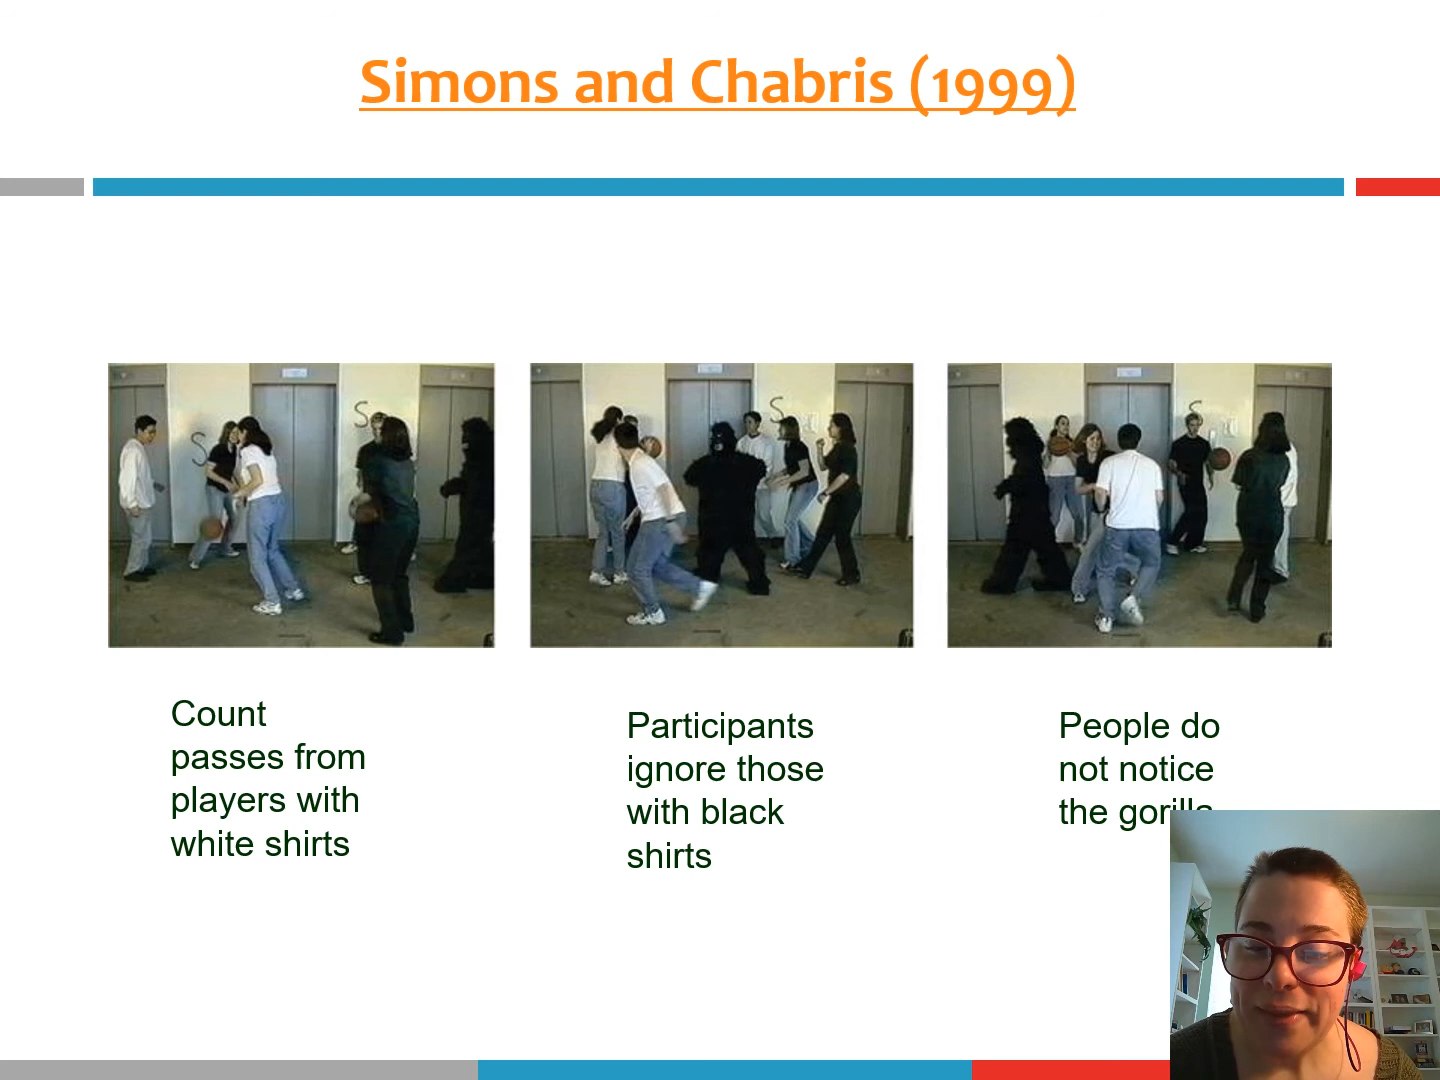 Simons and Chabris (1999)
Count
passes from
players with
white shirts
Participants
ignore those
with black
shirts
People do
not notice
the gorilla